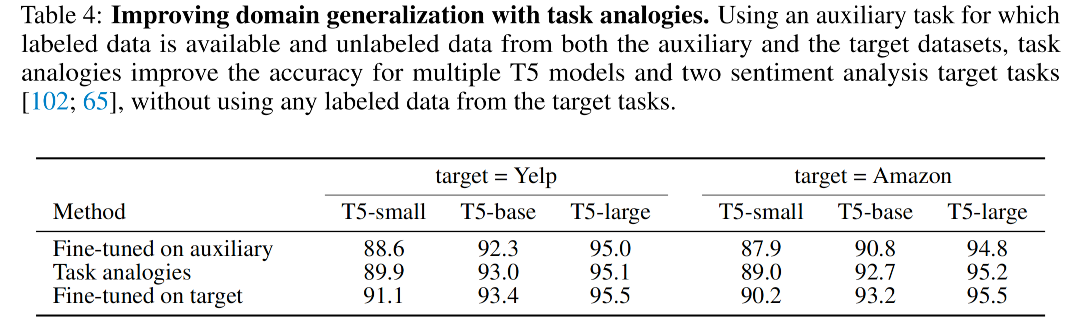 Table 4: Improving domain generalization with task analogies. Using an auxiliary task for which
labeled data is available and unlabeled data from both the auxiliary and the target datasets, task
analogies improve the accuracy for multiple T5 models and two sentiment analysis target tasks
[102; 65], without using any labeled data from the target tasks.
target = Yelp target = Amazon
Method T5-small T5-base T5-large T5-small T5-base T5-large
Fine-tuned on auxiliary 88.6 92.3 95.0 87.9 90.8 94.8
Task analogies 89.9 93.0 95.1 89.0 92.7 95.2
Fine-tuned on target 91.1 93.4 95.5 90.2 93.2 95.5